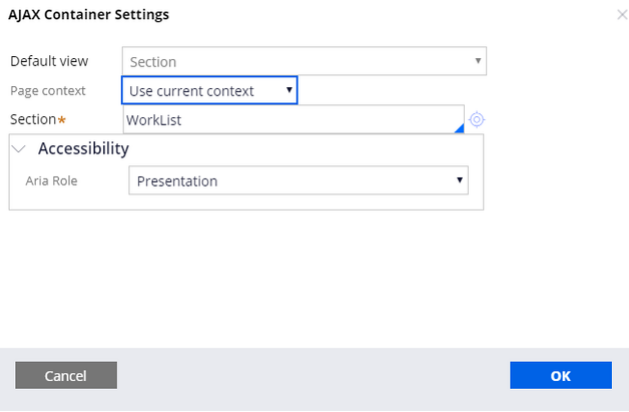 AJAX Container Settings
Default view Section
Page context Use current context
Section* WorkList
Accessibility
Aria Role Presentation
Cancel OK